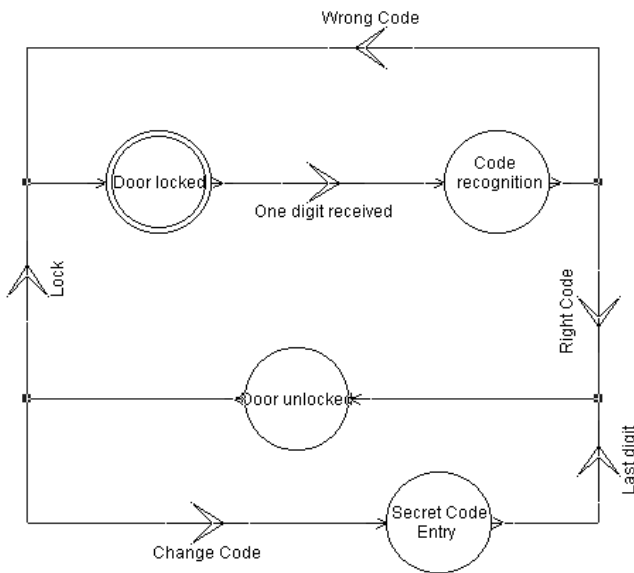 Wrong Code
Door locked
Code
recognition
One digit received
Lock
Right Code
Door unlocked
Last digit
Secret Code
Entry
Change Code